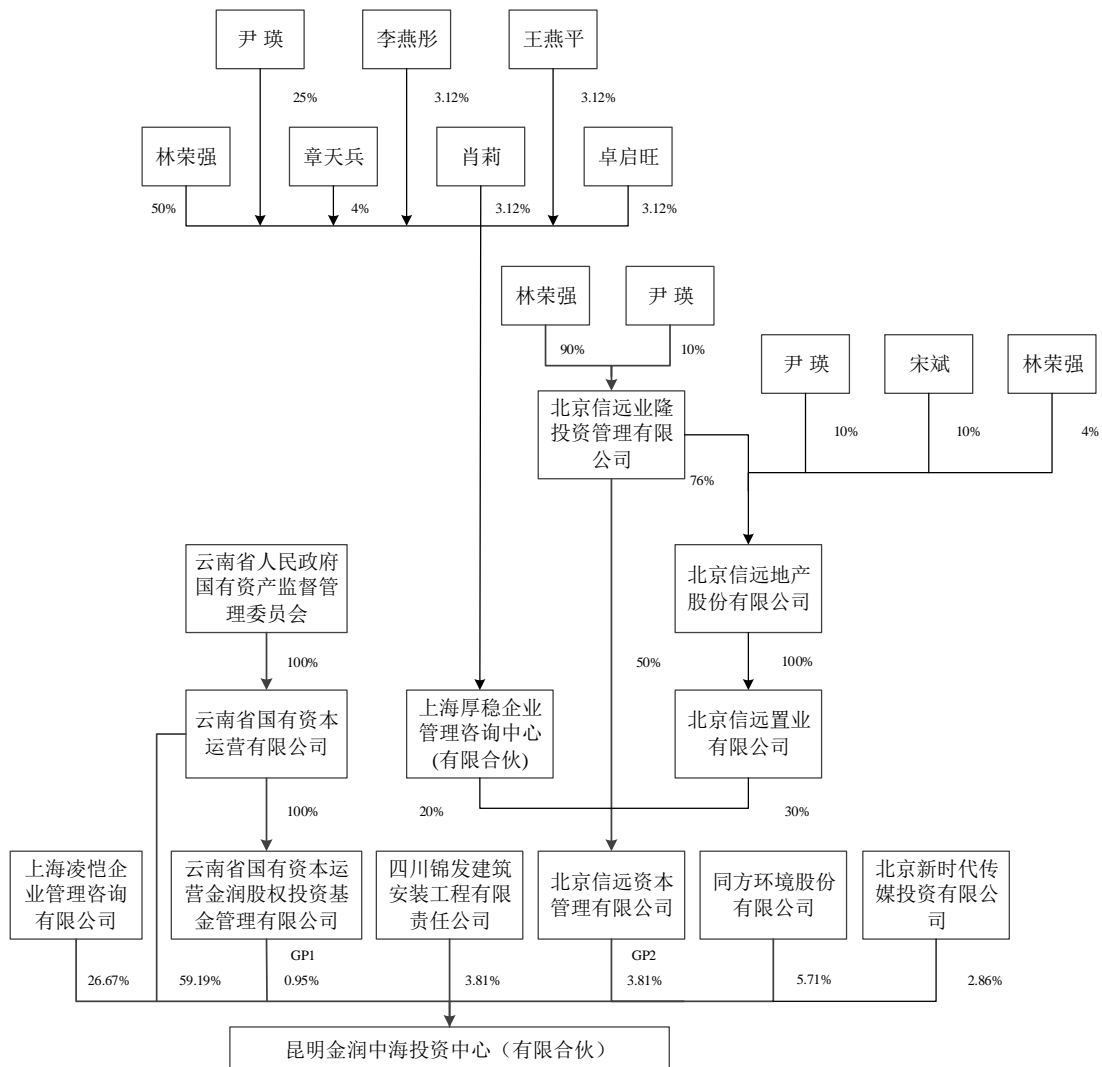 尹 瑛
李燕彤
王燕平
25%
3.12%
3.12%
林荣强
章天兵
肖莉
卓启旺
50%
4%
3.12%
3.12%
林荣强
尹 瑛
90%
10%
尹 瑛
宋斌
林荣强
10%
10%
4%
北京信远业隆
投资管理有限
公司
76%
云南省人民政府
国有资产监督管
理委员会
北京信远地产
股份有限公司
100%
50%
100%
云南省国有资本
运营有限公司
上海厚稳企业
管理咨询中心
(有限合伙)
北京信远置业
有限公司
100%
20%
30%
上海凌恺企
业管理咨询
有限公司
云南省国有资本运
营金润股权投资基
金管理有限公司
四川锦发建筑
安装工程有限
责任公司
北京信远资本
管理有限公司
同方环境股份
有限公司
北京新时代传
媒投资有限公
司
GP1
GP2
26.67%
59.19%
0.95%
3.81%
3.81%
5.71%
2.86%
昆明金润中海投资中心（有限合伙）